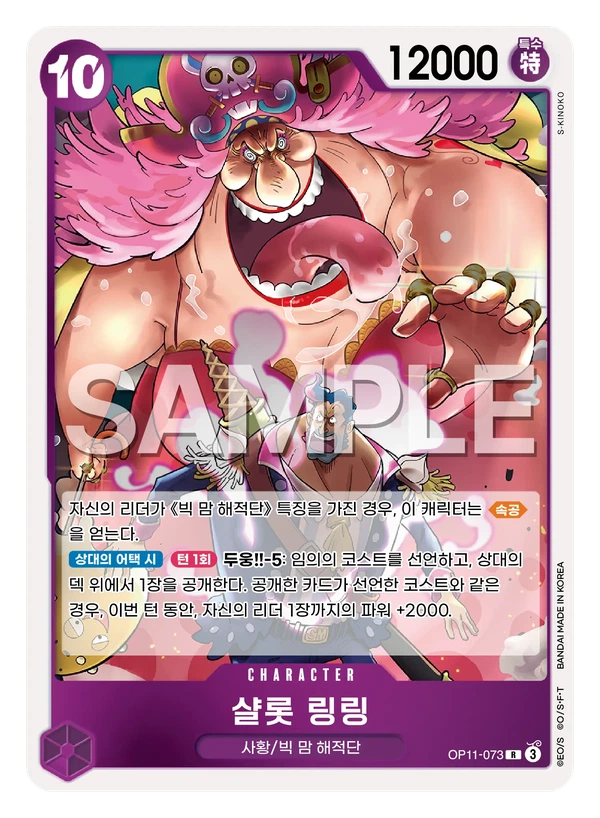 10
12000
특수
特
S-KINOKO
SAMPLE
자신의 리더가 《빅 맘 해적단》 특징을 가진 경우, 이 캐릭터는 속공
을 얻는다.
상대의 어택 시 턴 1회 두웅!!-5: 임의의 코스트를 선언하고, 상대의
덱 위에서 1장을 공개한다. 공개한 카드가 선언한 코스트와 같은
경우, 이번 턴 동안, 자신의 리더 1장까지의 파워 +2000.
CHARACTER
샬롯 링링
사황/빅 맘 해적단
OP11-073 R 3
©EO/S ©O/S·F·T BANDAI MADE IN KOREA